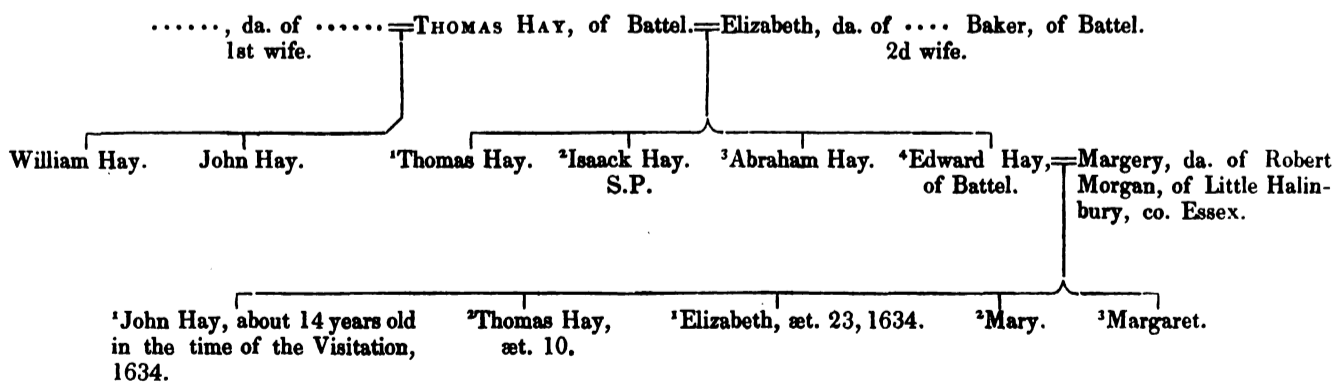 ......, da. of ......=THOMAS HAY, of Battel.=Elizabeth, da. of .... Baker, of Battel.
1st wife. 2d wife.
William Hay. John Hay. ¹Thomas Hay. ²Isaack Hay. ³Abraham Hay. ⁴Edward Hay,=Margery, da. of Robert
S.P. of Battel. Morgan, of Little Halin-
bury, co. Essex.
¹John Hay, about 14 years old ²Thomas Hay, ¹Elizabeth, æt. 23, 1634. ²Mary. ³Margaret.
in the time of the Visitation, æt. 10.
1634.